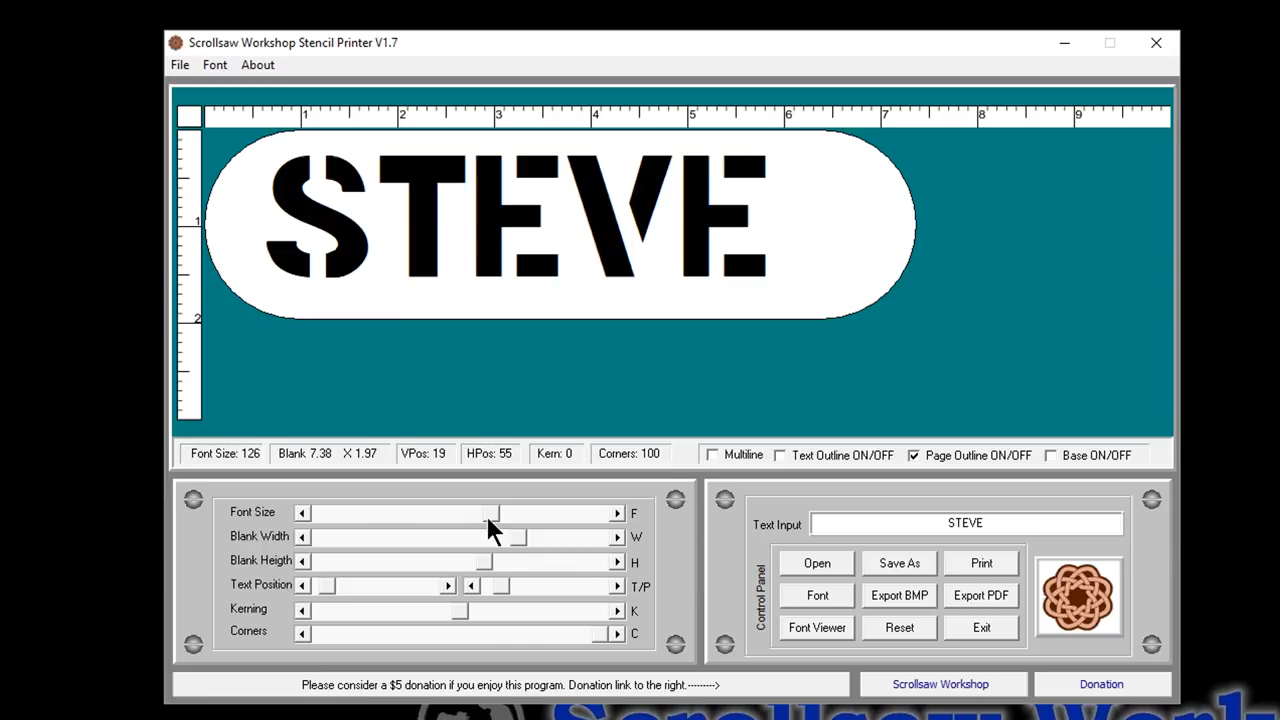 Scrollsaw Workshop Stencil Printer V1.7
File Font About
1 2 3 4 5 6 7 8 9
1
2
STEVE
Font Size: 126 Blank 7.38 X 1.97 VPos: 19 HPos: 55 Kern: 0 Corners: 100 Multiline Text Outline ON/OFF Page Outline ON/OFF Base ON/OFF
Font Size F
Blank Width W
Blank Heigth H
Text Position T/P
Kerning K
Corners C
Text Input STEVE
Control Panel
Open Save As Print
Font Export BMP Export PDF
Font Viewer Reset Exit
Please consider a $5 donation if you enjoy this program. Donation link to the right.--------->
Scrollsaw Workshop Donation